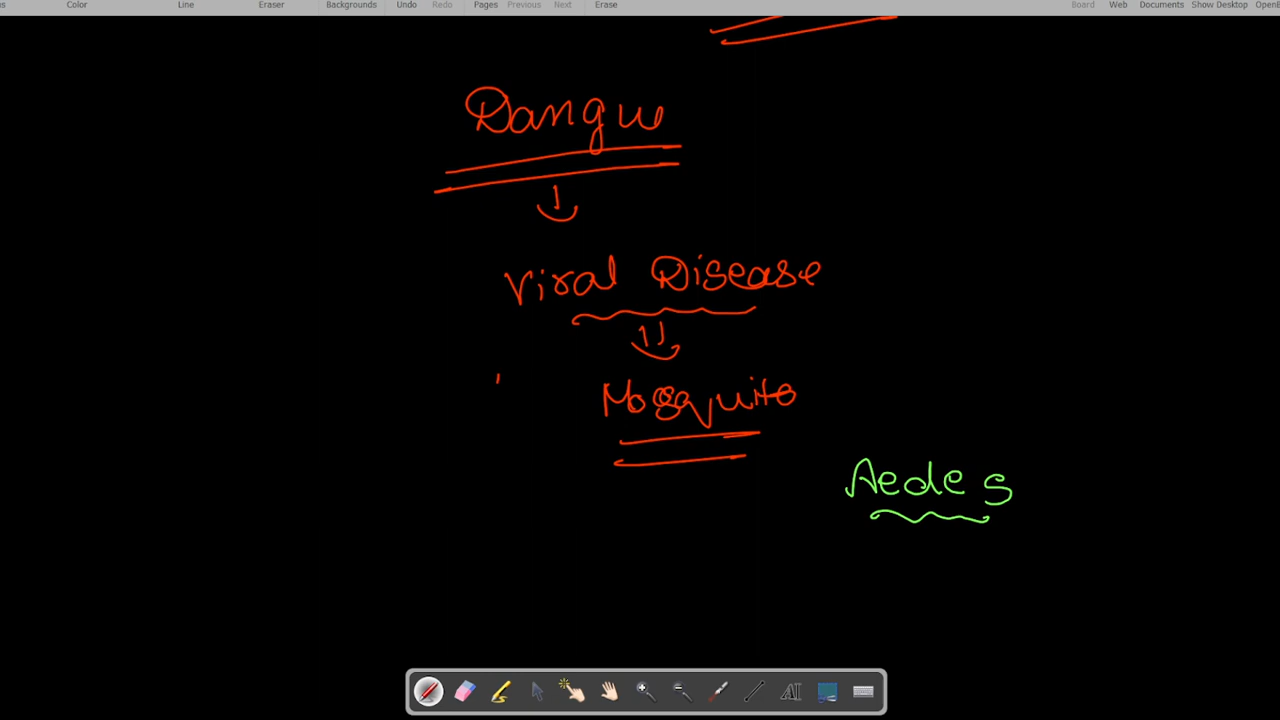 Color Line Eraser Backgrounds Undo Redo Pages Previous Next Erase Board Web Documents Show Desktop
Dangue
Viral Disease
Mosquito
Aedes